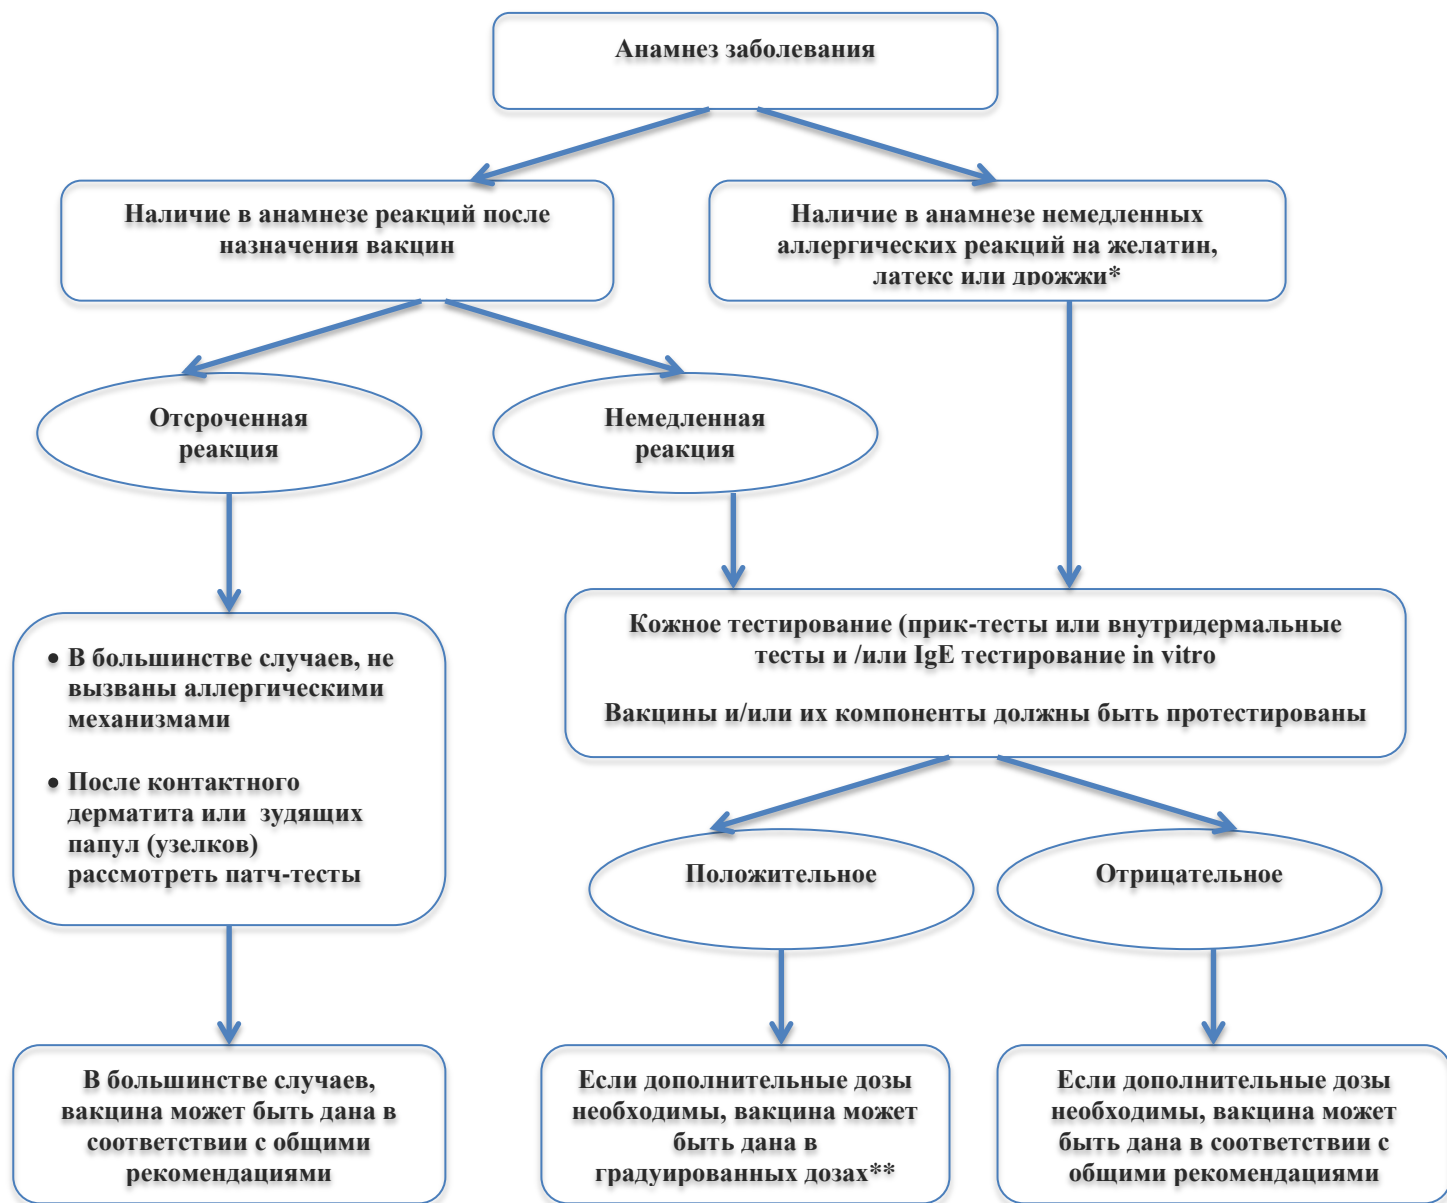 Анамнез заболевания
Наличие в анамнезе реакций после
назначения вакцин
Наличие в анамнезе немедленных
аллергических реакций на желатин,
латекс или дрожжи*
Отсроченная
реакция
Немедленная
реакция
• В большинстве случаев, не
вызваны аллергическими
механизмами
• После контактного
дерматита или зудящих
папул (узелков)
рассмотреть патч-тесты
Кожное тестирование (прик-тесты или внутридермальные
тесты и /или IgE тестирование in vitro
Вакцины и/или их компоненты должны быть протестированы
Положительное
Отрицательное
В большинстве случаев,
вакцина может быть дана в
соответствии с общими
рекомендациями
Если дополнительные дозы
необходимы, вакцина может
быть дана в
градуированных дозах**
Если дополнительные дозы
необходимы, вакцина может
быть дана в соответствии с
общими рекомендациями